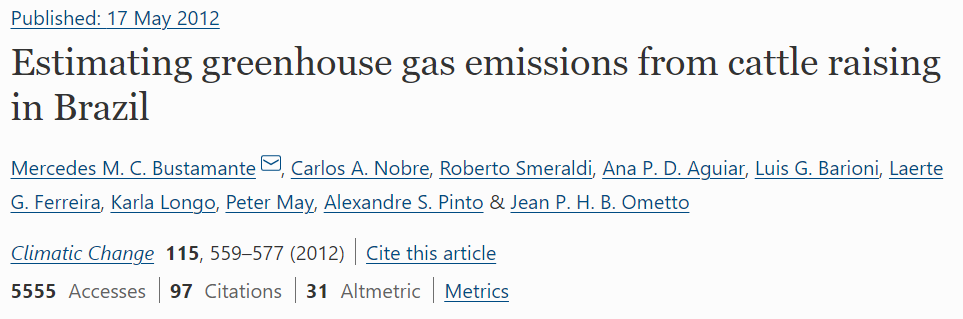 Published: 17 May 2012
Estimating greenhouse gas emissions from cattle raising
in Brazil
Mercedes M. C. Bustamante, Carlos A. Nobre, Roberto Smeraldi, Ana P. D. Aguiar, Luis G. Barioni, Laerte
G. Ferreira, Karla Longo, Peter May, Alexandre S. Pinto & Jean P. H. B. Ometto
Climatic Change 115, 559–577 (2012) | Cite this article
5555 Accesses | 97 Citations | 31 Altmetric | Metrics